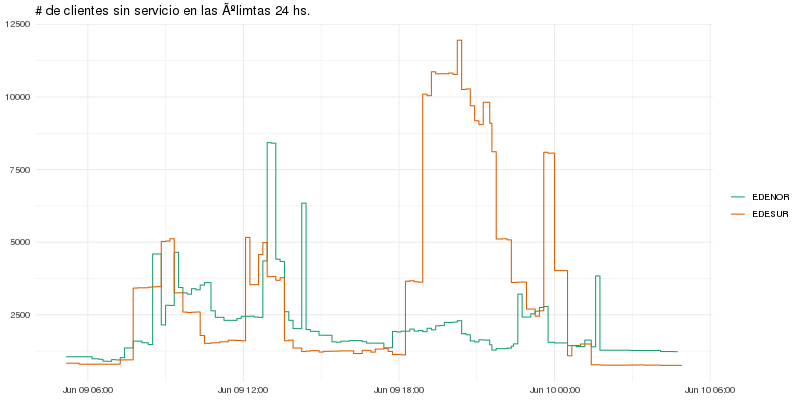 # de clientes sin servicio en las Ãºlimtas 24 hs.
12500
10000
7500
5000
2500
Jun 09 06:00
Jun 09 12:00
Jun 09 18:00
Jun 10 00:00
Jun 10 06:00
EDENOR
EDESUR